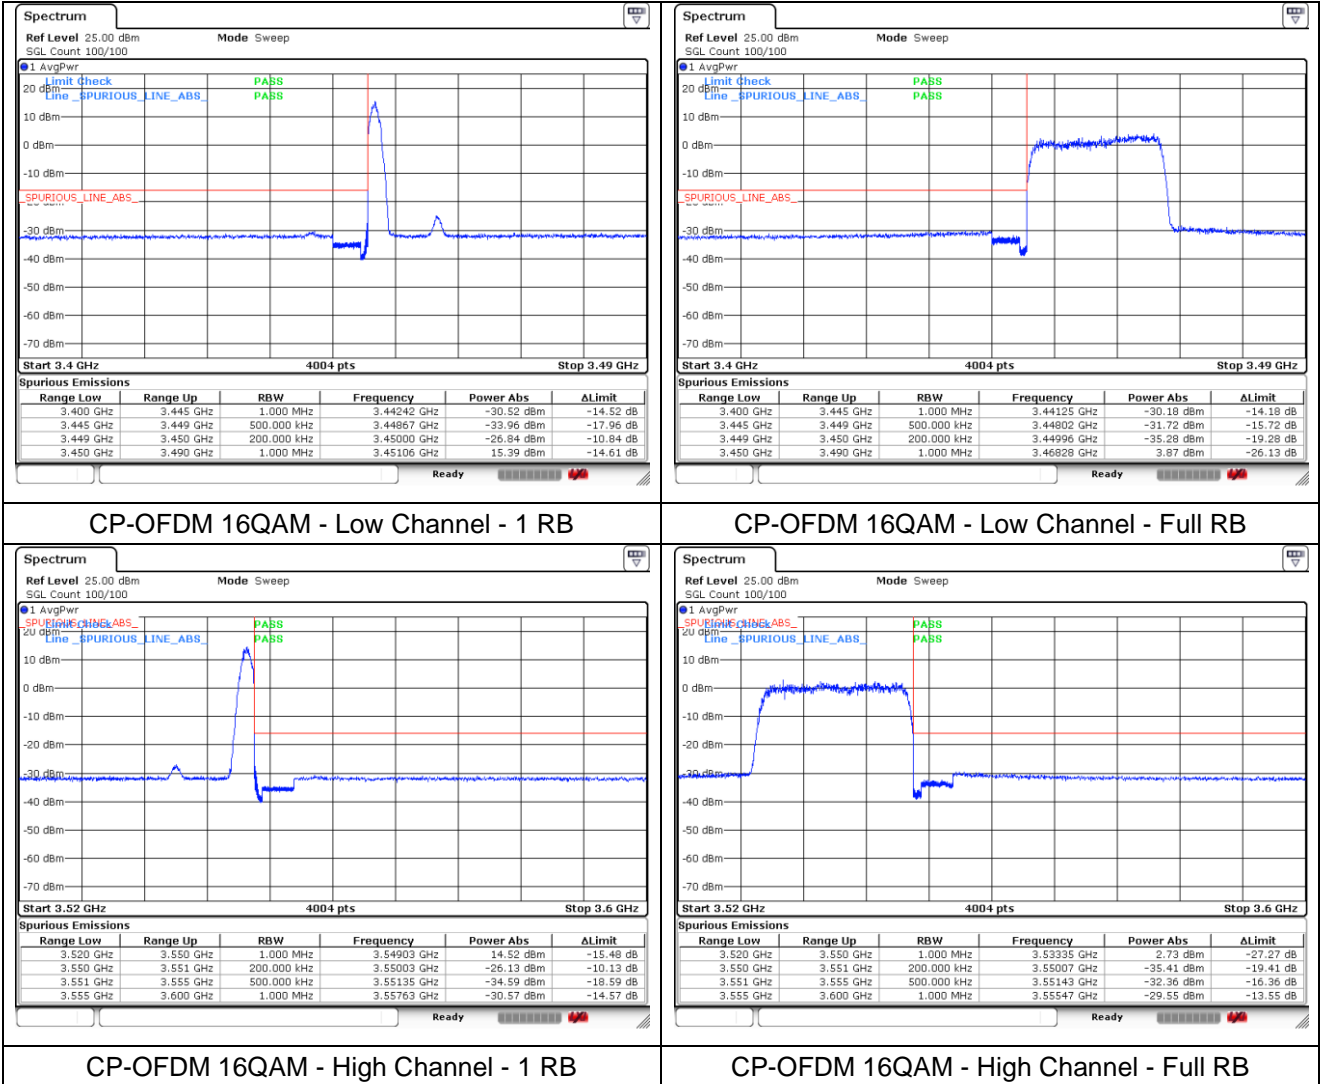 Spectrum
Ref Level 25.00 dBm Mode Sweep
SGL Count 100/100
1 AvgPwr
Limit Check PASS
20 dBm
Line _SPURIOUS_LINE_ABS_ PASS
10 dBm
0 dBm
-10 dBm
_SPURIOUS_LINE_ABS_
-20 dBm
-30 dBm
-40 dBm
-50 dBm
-60 dBm
-70 dBm
Start 3.4 GHz 4004 pts Stop 3.49 GHz
Spurious Emissions
Range Low Range Up RBW Frequency Power Abs ΔLimit
3.400 GHz 3.445 GHz 1.000 MHz 3.44242 GHz -30.52 dBm -14.52 dB
3.445 GHz 3.449 GHz 500.000 kHz 3.44867 GHz -33.96 dBm -17.96 dB
3.449 GHz 3.450 GHz 200.000 kHz 3.45000 GHz -26.84 dBm -10.84 dB
3.450 GHz 3.490 GHz 1.000 MHz 3.45106 GHz 15.39 dBm -14.61 dB
Ready
CP-OFDM 16QAM - Low Channel - 1 RB
Spectrum
Ref Level 25.00 dBm Mode Sweep
SGL Count 100/100
1 AvgPwr
Limit Check PASS
20 dBm
Line _SPURIOUS_LINE_ABS_ PASS
10 dBm
0 dBm
-10 dBm
_SPURIOUS_LINE_ABS_
-20 dBm
-30 dBm
-40 dBm
-50 dBm
-60 dBm
-70 dBm
Start 3.4 GHz 4004 pts Stop 3.49 GHz
Spurious Emissions
Range Low Range Up RBW Frequency Power Abs ΔLimit
3.400 GHz 3.445 GHz 1.000 MHz 3.44125 GHz -30.18 dBm -14.18 dB
3.445 GHz 3.449 GHz 500.000 kHz 3.44802 GHz -31.72 dBm -15.72 dB
3.449 GHz 3.450 GHz 200.000 kHz 3.44996 GHz -35.28 dBm -19.28 dB
3.450 GHz 3.490 GHz 1.000 MHz 3.46828 GHz 3.87 dBm -26.13 dB
Ready
CP-OFDM 16QAM - Low Channel - Full RB
Spectrum
Ref Level 25.00 dBm Mode Sweep
SGL Count 100/100
1 AvgPwr
_SPURIOUS_LINE_ABS_
Limit Check PASS
20 dBm
Line _SPURIOUS_LINE_ABS_ PASS
10 dBm
0 dBm
-10 dBm
-20 dBm
-30 dBm
-40 dBm
-50 dBm
-60 dBm
-70 dBm
Start 3.52 GHz 4004 pts Stop 3.6 GHz
Spurious Emissions
Range Low Range Up RBW Frequency Power Abs ΔLimit
3.520 GHz 3.550 GHz 1.000 MHz 3.54903 GHz 14.52 dBm -15.48 dB
3.550 GHz 3.551 GHz 200.000 kHz 3.55003 GHz -26.13 dBm -10.13 dB
3.551 GHz 3.555 GHz 500.000 kHz 3.55135 GHz -34.59 dBm -18.59 dB
3.555 GHz 3.600 GHz 1.000 MHz 3.55763 GHz -30.57 dBm -14.57 dB
Ready
CP-OFDM 16QAM - High Channel - 1 RB
Spectrum
Ref Level 25.00 dBm Mode Sweep
SGL Count 100/100
1 AvgPwr
_SPURIOUS_LINE_ABS_
Limit Check PASS
20 dBm
Line _SPURIOUS_LINE_ABS_ PASS
10 dBm
0 dBm
-10 dBm
-20 dBm
-30 dBm
-40 dBm
-50 dBm
-60 dBm
-70 dBm
Start 3.52 GHz 4004 pts Stop 3.6 GHz
Spurious Emissions
Range Low Range Up RBW Frequency Power Abs ΔLimit
3.520 GHz 3.550 GHz 1.000 MHz 3.53335 GHz 2.73 dBm -27.27 dB
3.550 GHz 3.551 GHz 200.000 kHz 3.55007 GHz -35.41 dBm -19.41 dB
3.551 GHz 3.555 GHz 500.000 kHz 3.55143 GHz -32.36 dBm -16.36 dB
3.555 GHz 3.600 GHz 1.000 MHz 3.55547 GHz -29.55 dBm -13.55 dB
Ready
CP-OFDM 16QAM - High Channel - Full RB